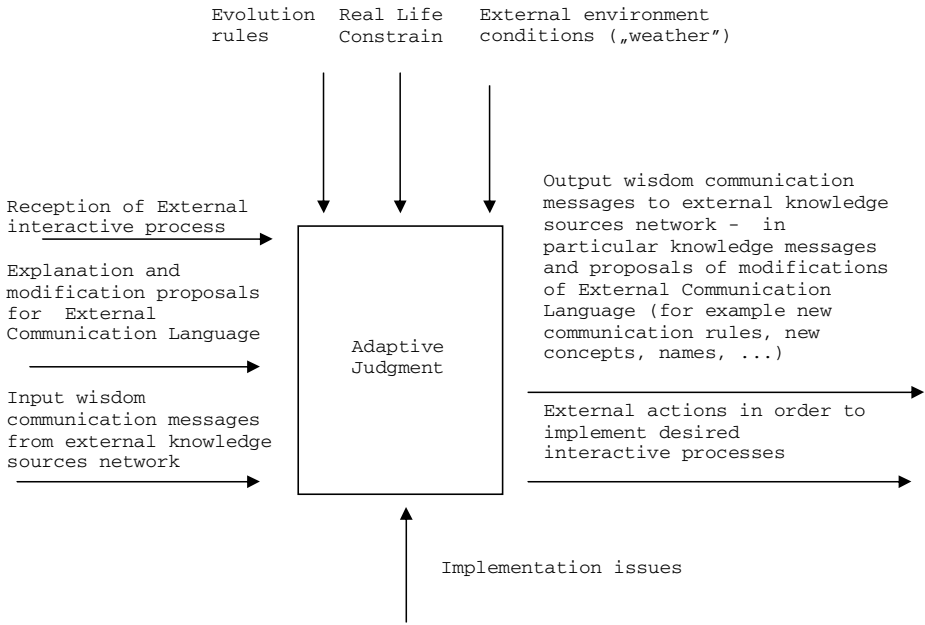 Evolution
rules
Real Life
Constrain
External environment
conditions („weather”)
Reception of External
interactive process
Explanation and
modification proposals
for External
Communication Language
Input wisdom
communication messages
from external knowledge
sources network
Adaptive
Judgment
Output wisdom communication
messages to external knowledge
sources network - in
particular knowledge messages
and proposals of modifications
of External Communication
Language (for example new
communication rules, new
concepts, names, ...)
External actions in order to
implement desired
interactive processes
Implementation issues